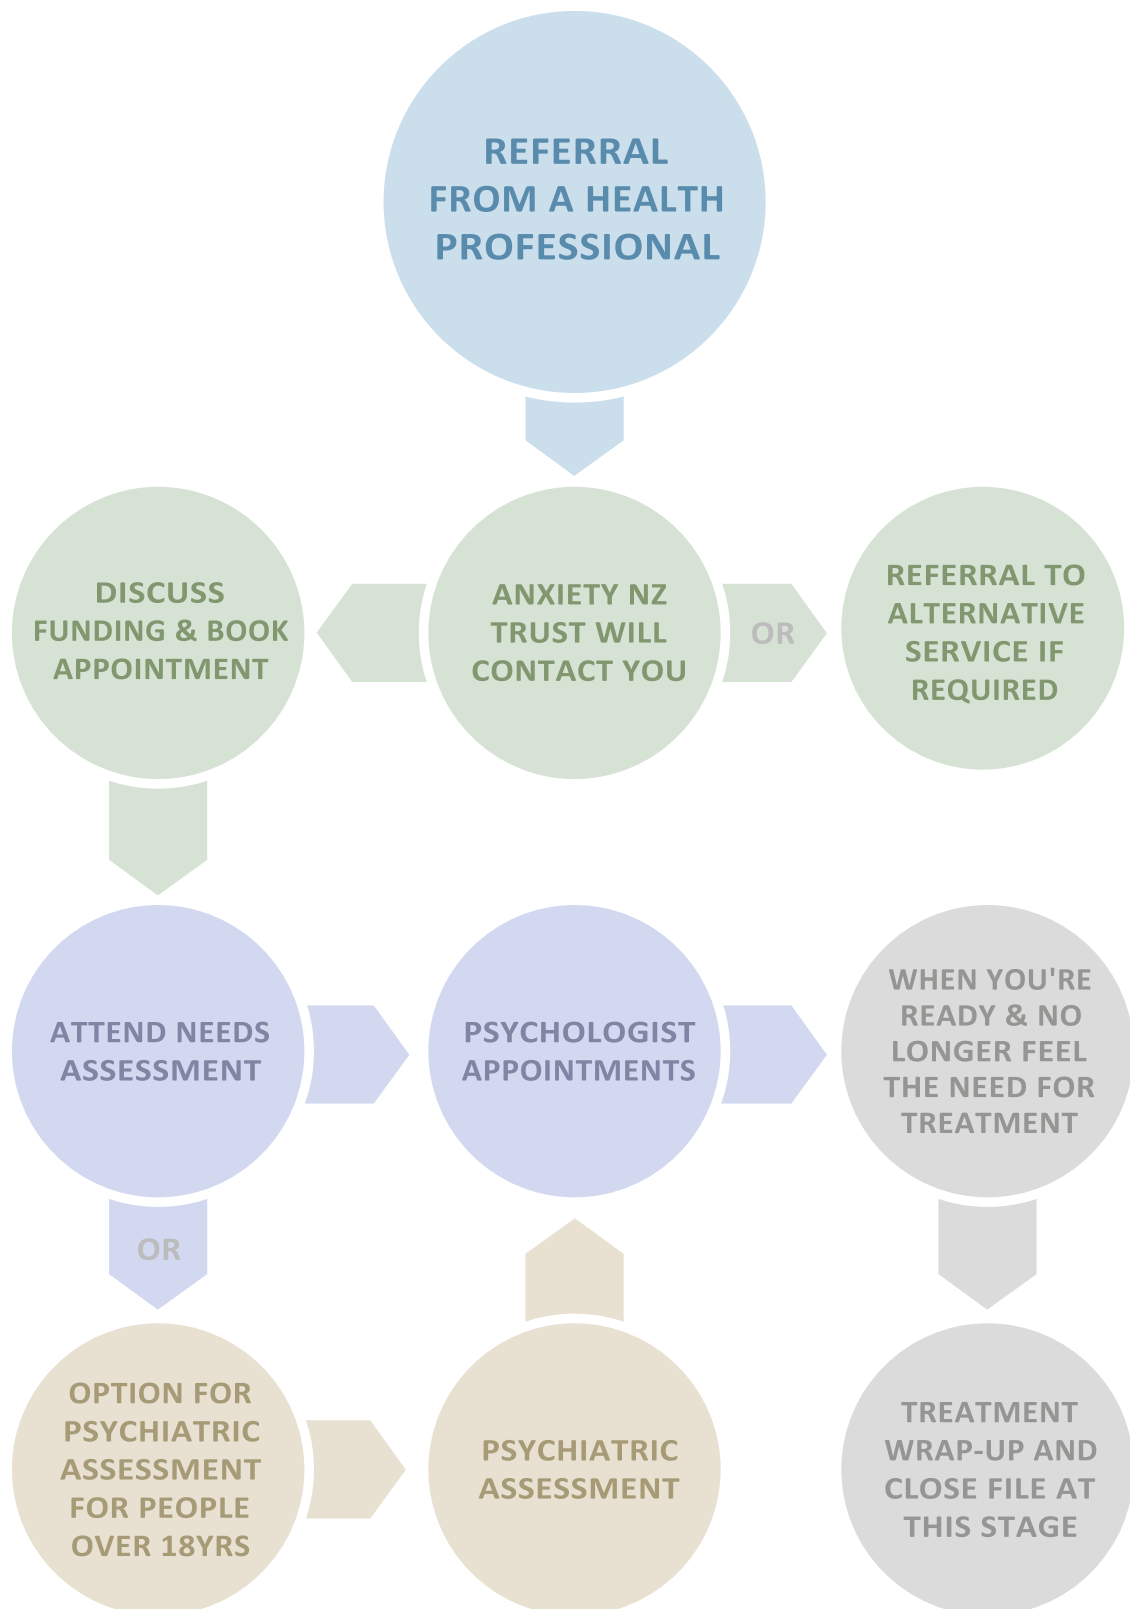 REFERRAL
FROM A HEALTH
PROFESSIONAL
DISCUSS
FUNDING & BOOK
APPOINTMENT
ANXIETY NZ
TRUST WILL
CONTACT YOU
OR
REFERRAL TO
ALTERNATIVE
SERVICE IF
REQUIRED
ATTEND NEEDS
ASSESSMENT
PSYCHOLOGIST
APPOINTMENTS
WHEN YOU'RE
READY & NO
LONGER FEEL
THE NEED FOR
TREATMENT
OR
OPTION FOR
PSYCHIATRIC
ASSESSMENT
FOR PEOPLE
OVER 18YRS
PSYCHIATRIC
ASSESSMENT
TREATMENT
WRAP-UP AND
CLOSE FILE AT
THIS STAGE